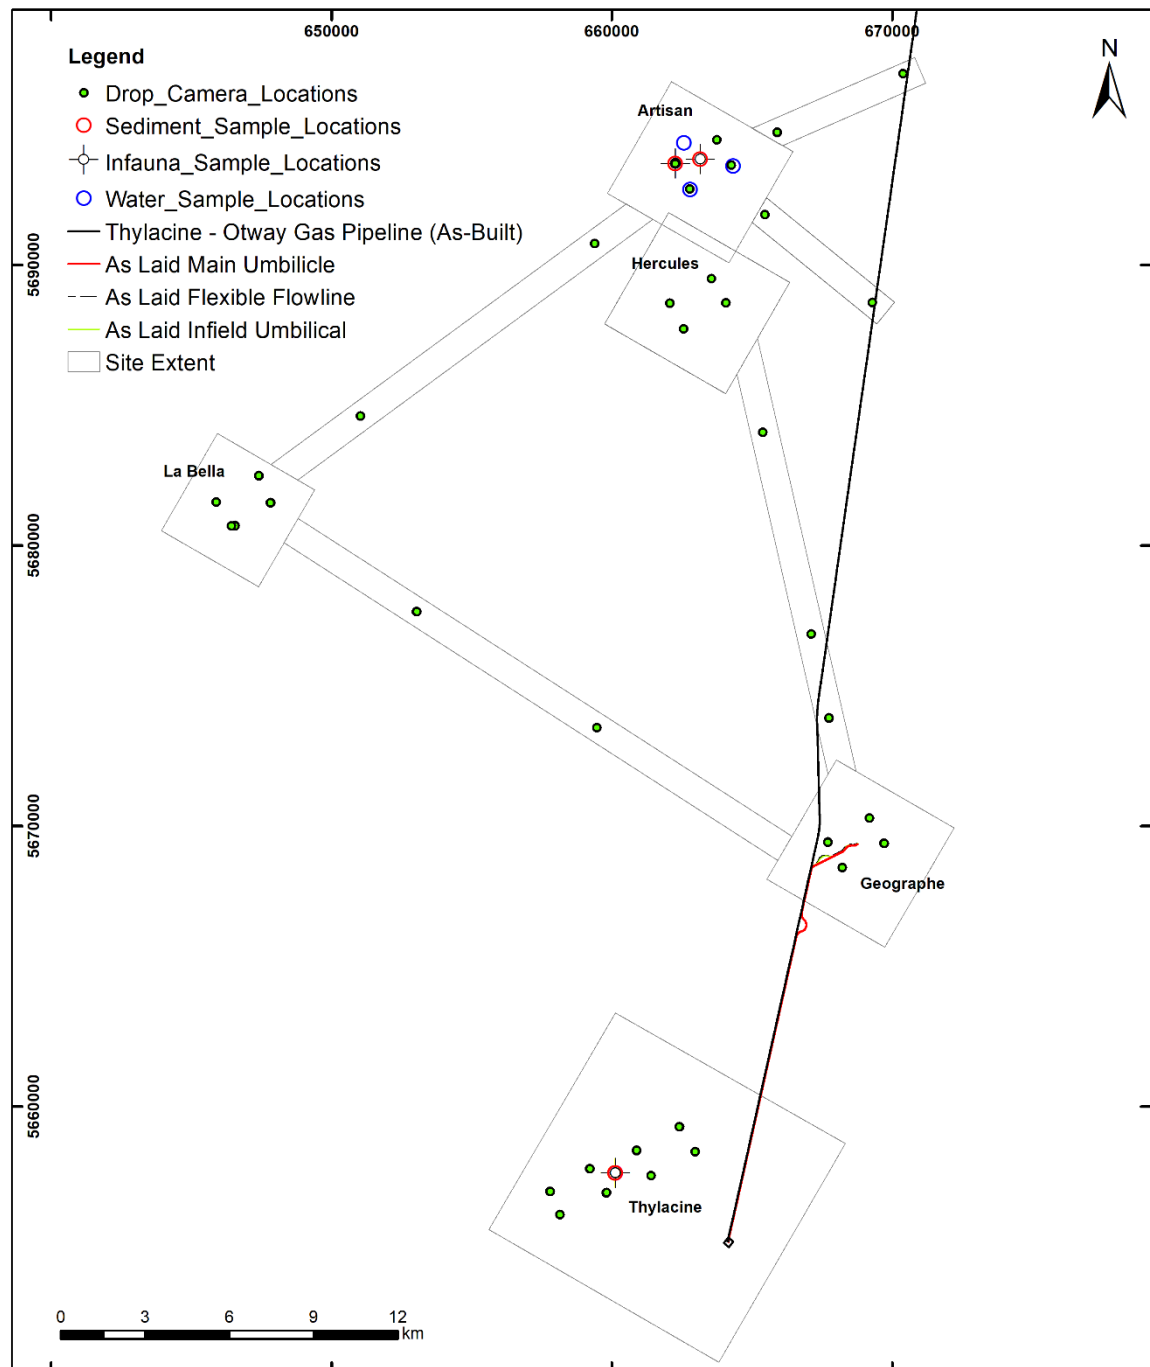 650000
660000
670000
Legend
Drop_Camera_Locations
Sediment_Sample_Locations
Infauna_Sample_Locations
Water_Sample_Locations
Thylacine - Otway Gas Pipeline (As-Built)
As Laid Main Umbilicle
As Laid Flexible Flowline
As Laid Infield Umbilical
Site Extent
N
Artisan
Hercules
La Bella
Geographe
Thylacine
5690000
5680000
5670000
5660000
0 3 6 9 12
km